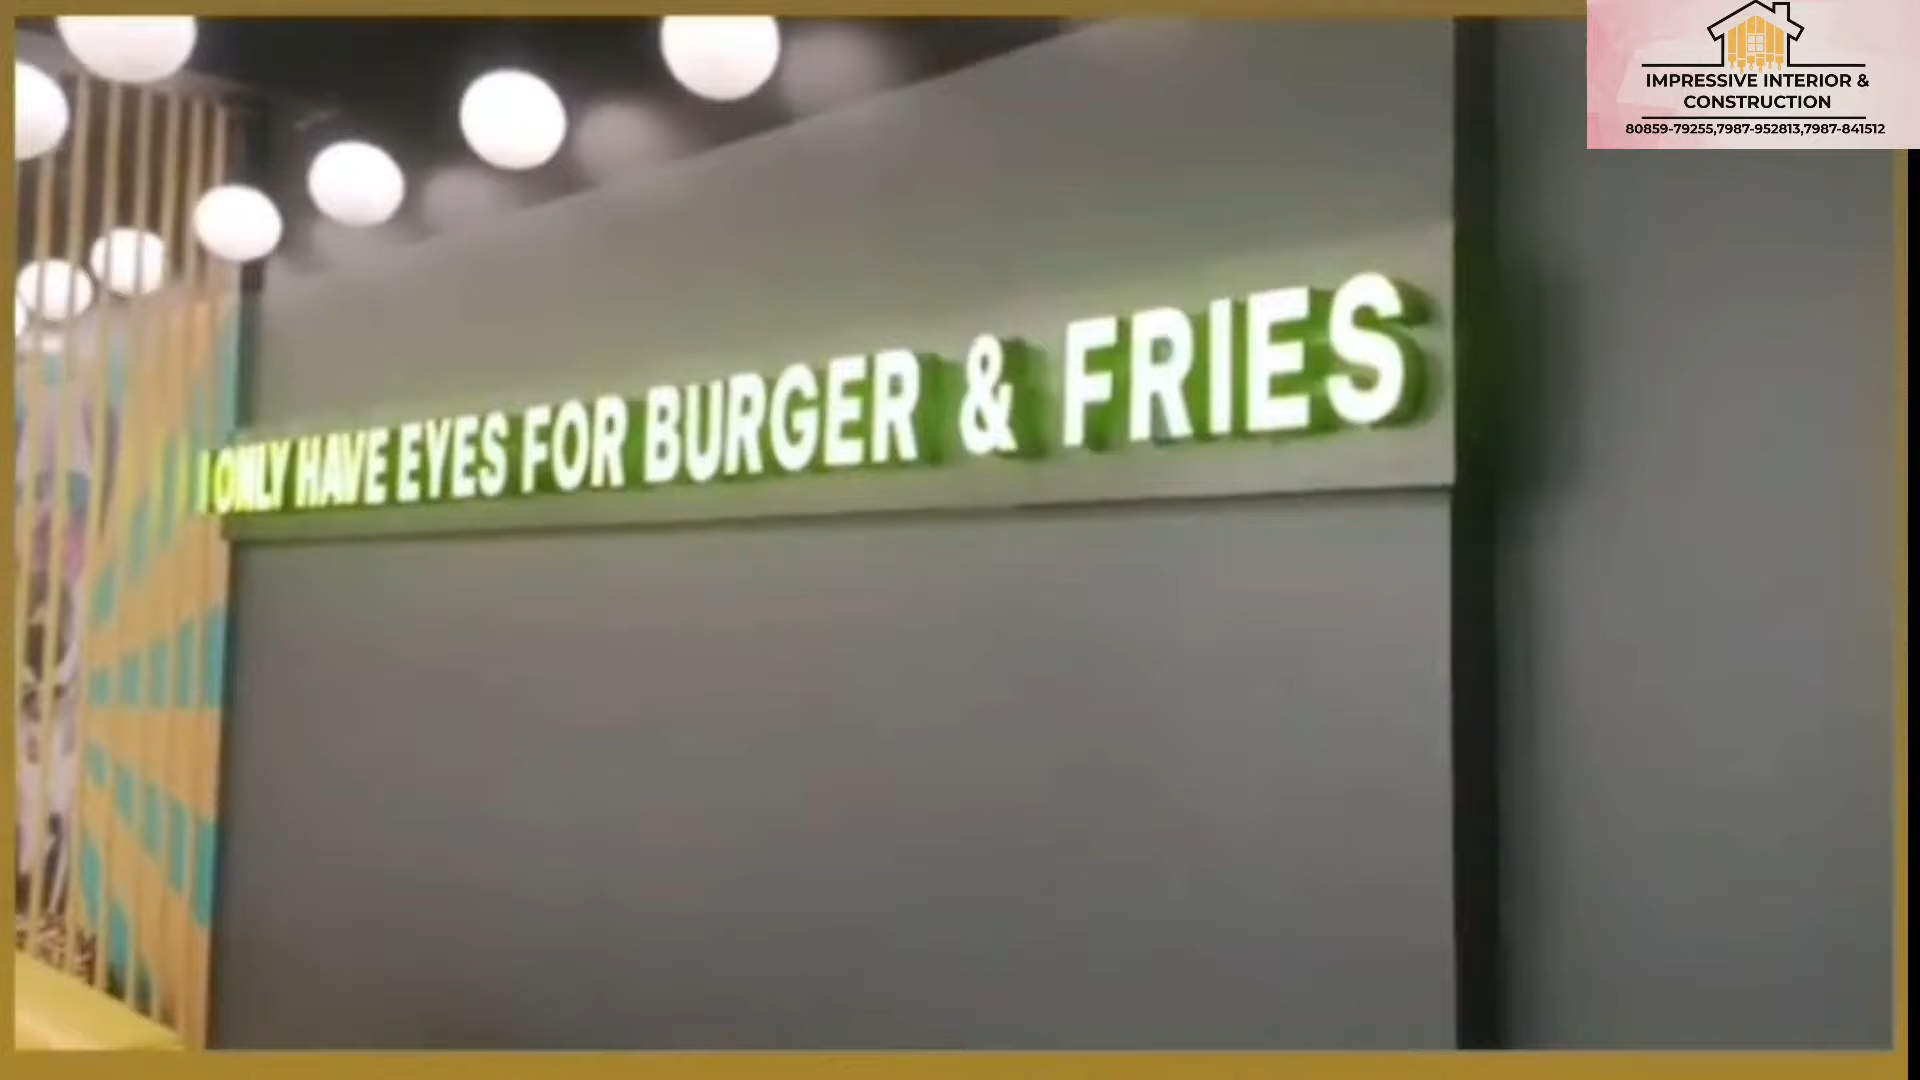 IMPRESSIVE INTERIOR &
CONSTRUCTION
80859-79255,7987-952813,7987-841512
I ONLY HAVE EYES FOR BURGER & FRIES